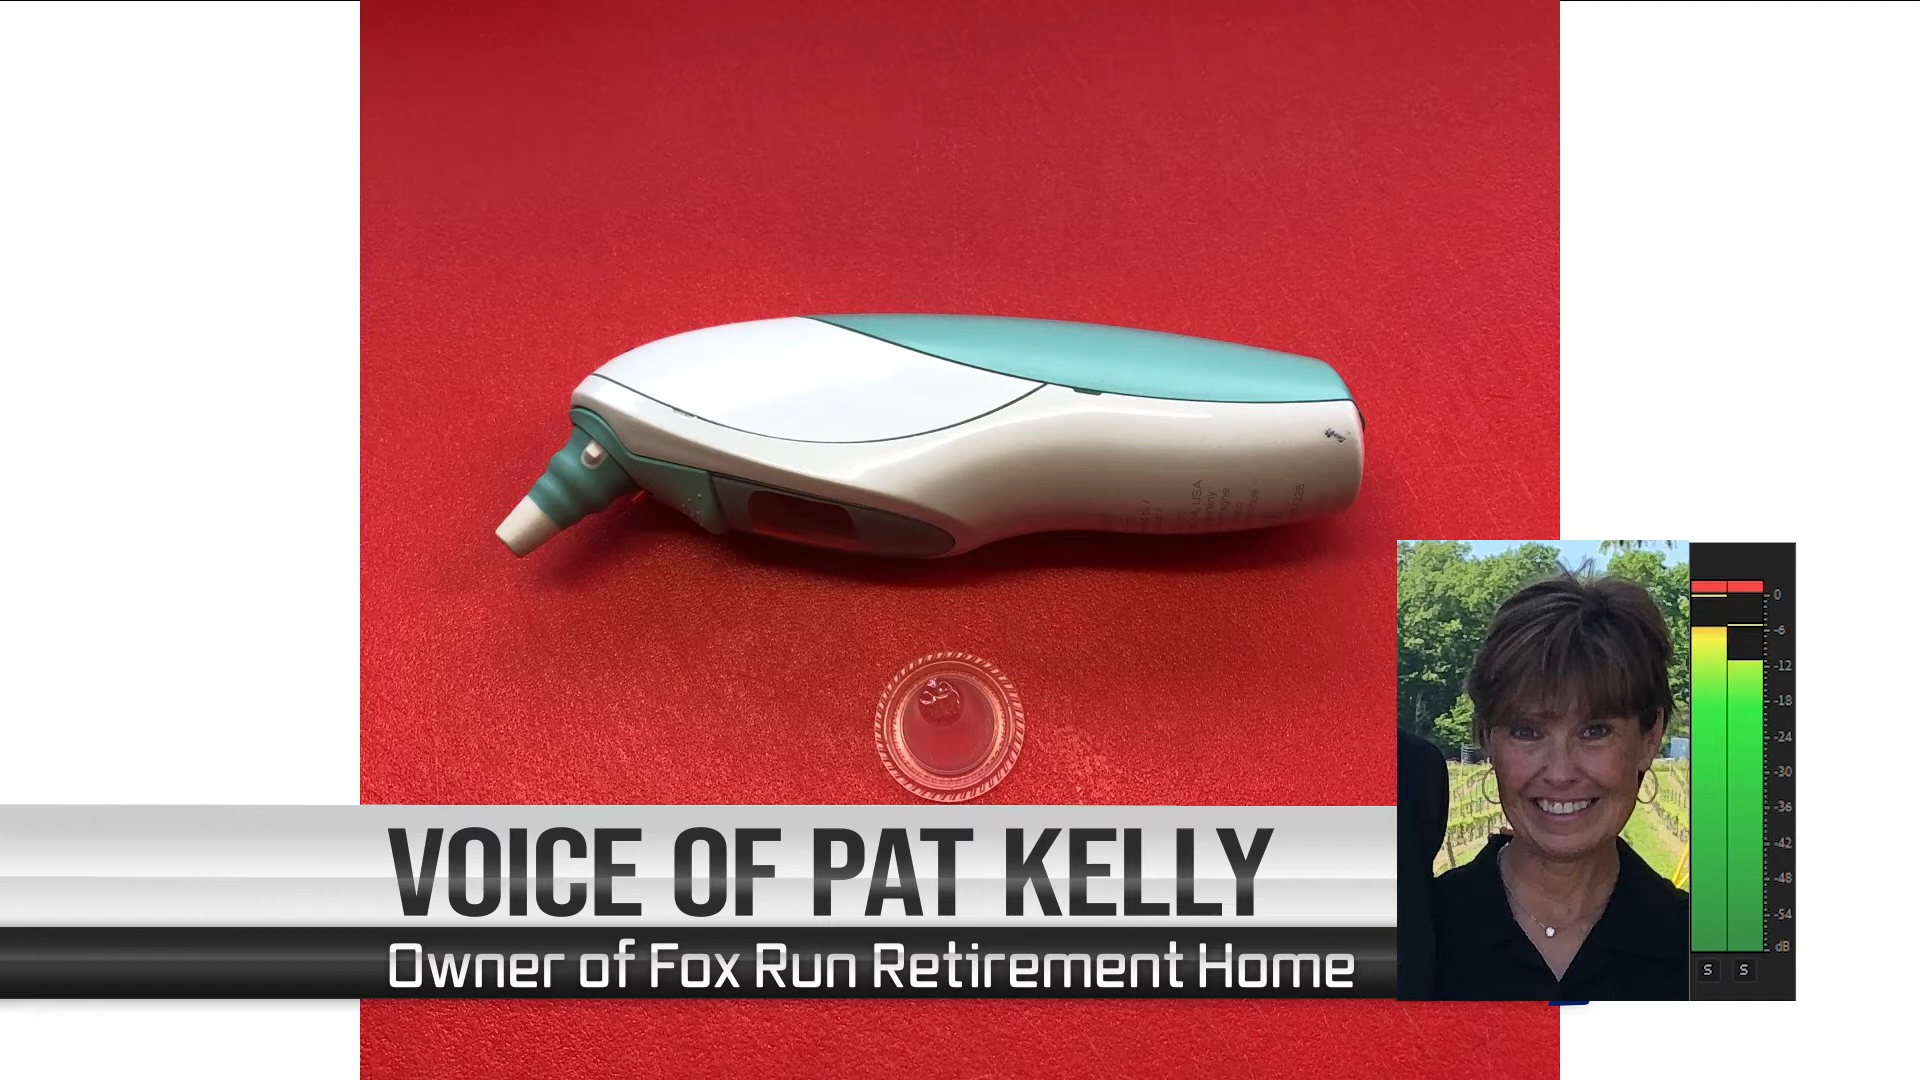 VOICE OF PAT KELLY
Owner of Fox Run Retirement Home
0
-6
-12
-18
-24
-30
-36
-42
-48
-54
dB
S S
USA